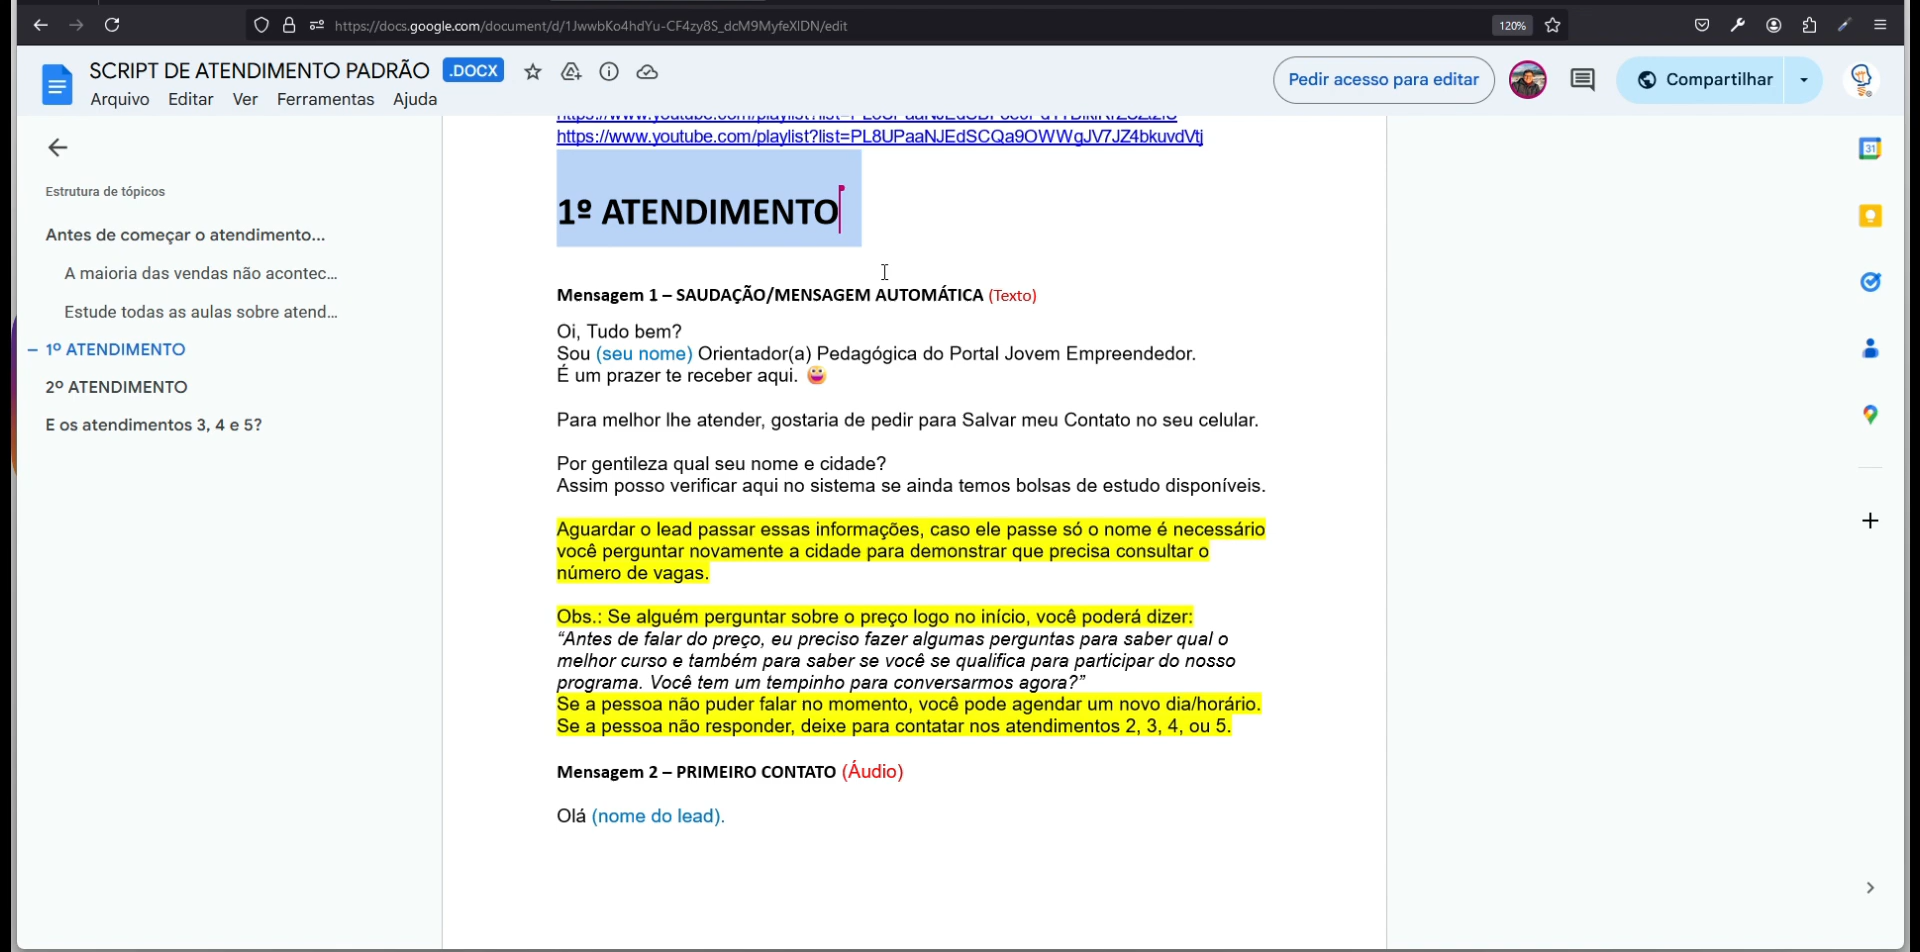 https://docs.google.com/document/d/1JwwbKo4hdYu-CF4zy8S_dcM9MyfeXlDN/edit
120%
SCRIPT DE ATENDIMENTO PADRÃO .DOCX
Arquivo Editar Ver Ferramentas Ajuda
Pedir acesso para editar
Compartilhar
Estrutura de tópicos
Antes de começar o atendimento...
A maioria das vendas não acontec...
Estude todas as aulas sobre atend...
1º ATENDIMENTO
2º ATENDIMENTO
E os atendimentos 3, 4 e 5?
https://www.youtube.com/playlist?list=PL8UPaaNJEdSCQa9OWWgJV7JZ4bkuvdVtj
1º ATENDIMENTO
Mensagem 1 – SAUDAÇÃO/MENSAGEM AUTOMÁTICA (Texto)
Oi, Tudo bem?
Sou (seu nome) Orientador(a) Pedagógica do Portal Jovem Empreendedor.
É um prazer te receber aqui. 😀
Para melhor lhe atender, gostaria de pedir para Salvar meu Contato no seu celular.
Por gentileza qual seu nome e cidade?
Assim posso verificar aqui no sistema se ainda temos bolsas de estudo disponíveis.
Aguardar o lead passar essas informações, caso ele passe só o nome é necessário
você perguntar novamente a cidade para demonstrar que precisa consultar o
número de vagas.
Obs.: Se alguém perguntar sobre o preço logo no início, você poderá dizer:
“Antes de falar do preço, eu preciso fazer algumas perguntas para saber qual o
melhor curso e também para saber se você se qualifica para participar do nosso
programa. Você tem um tempinho para conversarmos agora?”
Se a pessoa não puder falar no momento, você pode agendar um novo dia/horário.
Se a pessoa não responder, deixe para contatar nos atendimentos 2, 3, 4, ou 5.
Mensagem 2 – PRIMEIRO CONTATO (Áudio)
Olá (nome do lead).
31